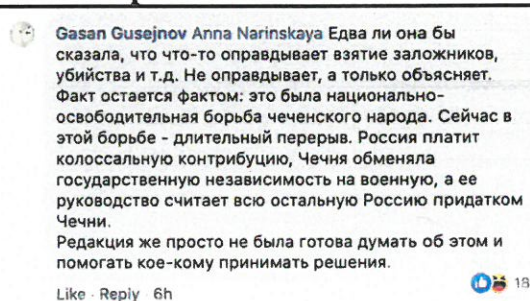 Gasan Gusejnov Anna Narinskaya Едва ли она бы
сказала, что что-то оправдывает взятие заложников,
убийства и т.д. Не оправдывает, а только объясняет.
Факт остается фактом: это была национально-
освободительная борьба чеченского народа. Сейчас в
этой борьбе - длительный перерыв. Россия платит
колоссальную контрибуцию, Чечня обменяла
государственную независимость на военную, а ее
руководство считает всю остальную Россию придатком
Чечни.
Редакция же просто не была готова думать об этом и
помогать кое-кому принимать решения.
Like · Reply · 6h
18